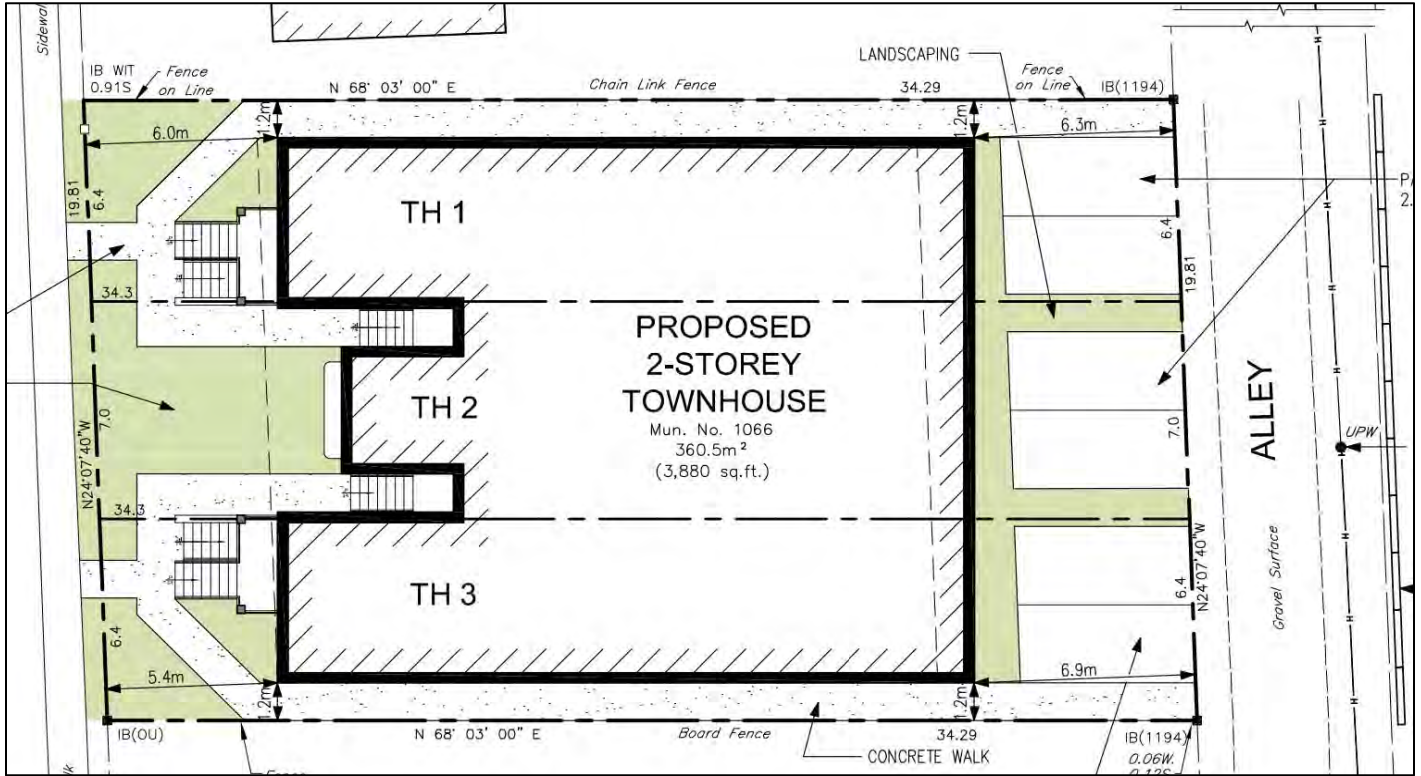 Sidewal
IB WIT
0.91S
Fence
on Line
N 68° 03' 00" E
Chain Link Fence
LANDSCAPING
34.29
Fence
on Line
IB(1194)
6.0m
1.2m
1.2m
6.3m
19.81
6.4
TH 1
P
2.
6.4
19.81
34.3
PROPOSED
2-STOREY
TOWNHOUSE
Mun. No. 1066
360.5m²
(3,880 sq.ft.)
TH 2
7.0
N24°07'40"W
7.0
ALLEY
UPW
34.3
TH 3
6.4
N24°07'40"W
Gravel Surface
6.4
5.4m
1.2m
1.2m
6.9m
IB(OU)
N 68° 03' 00" E
Board Fence
34.29
IB(1194)
0.06W.
CONCRETE WALK
H
H
H
H
H
H
H
H